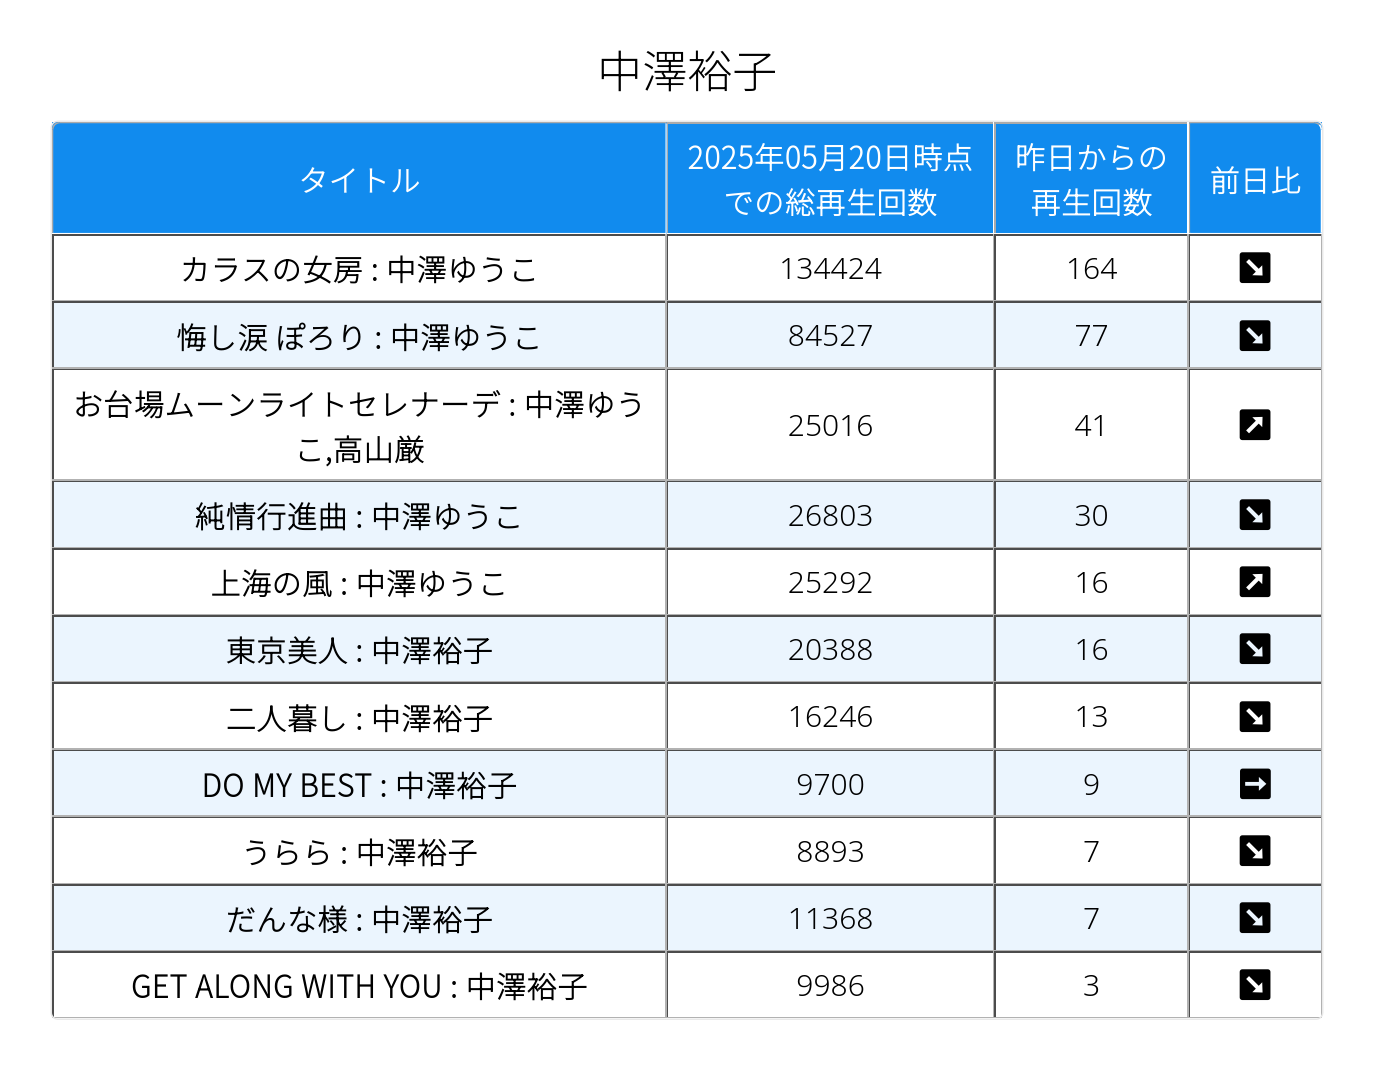 中澤裕子
タイトル
2025年05月20日時点
での総再生回数
昨日からの
再生回数
前日比
カラスの女房 : 中澤ゆうこ
134424
164
↘
悔し涙 ぽろり : 中澤ゆうこ
84527
77
↘
お台場ムーンライトセレナーデ : 中澤ゆう
こ,高山厳
25016
41
↗
純情行進曲 : 中澤ゆうこ
26803
30
↘
上海の風 : 中澤ゆうこ
25292
16
↗
東京美人 : 中澤裕子
20388
16
↘
二人暮し : 中澤裕子
16246
13
↘
DO MY BEST : 中澤裕子
9700
9
→
うらら : 中澤裕子
8893
7
↘
だんな様 : 中澤裕子
11368
7
↘
GET ALONG WITH YOU : 中澤裕子
9986
3
↘